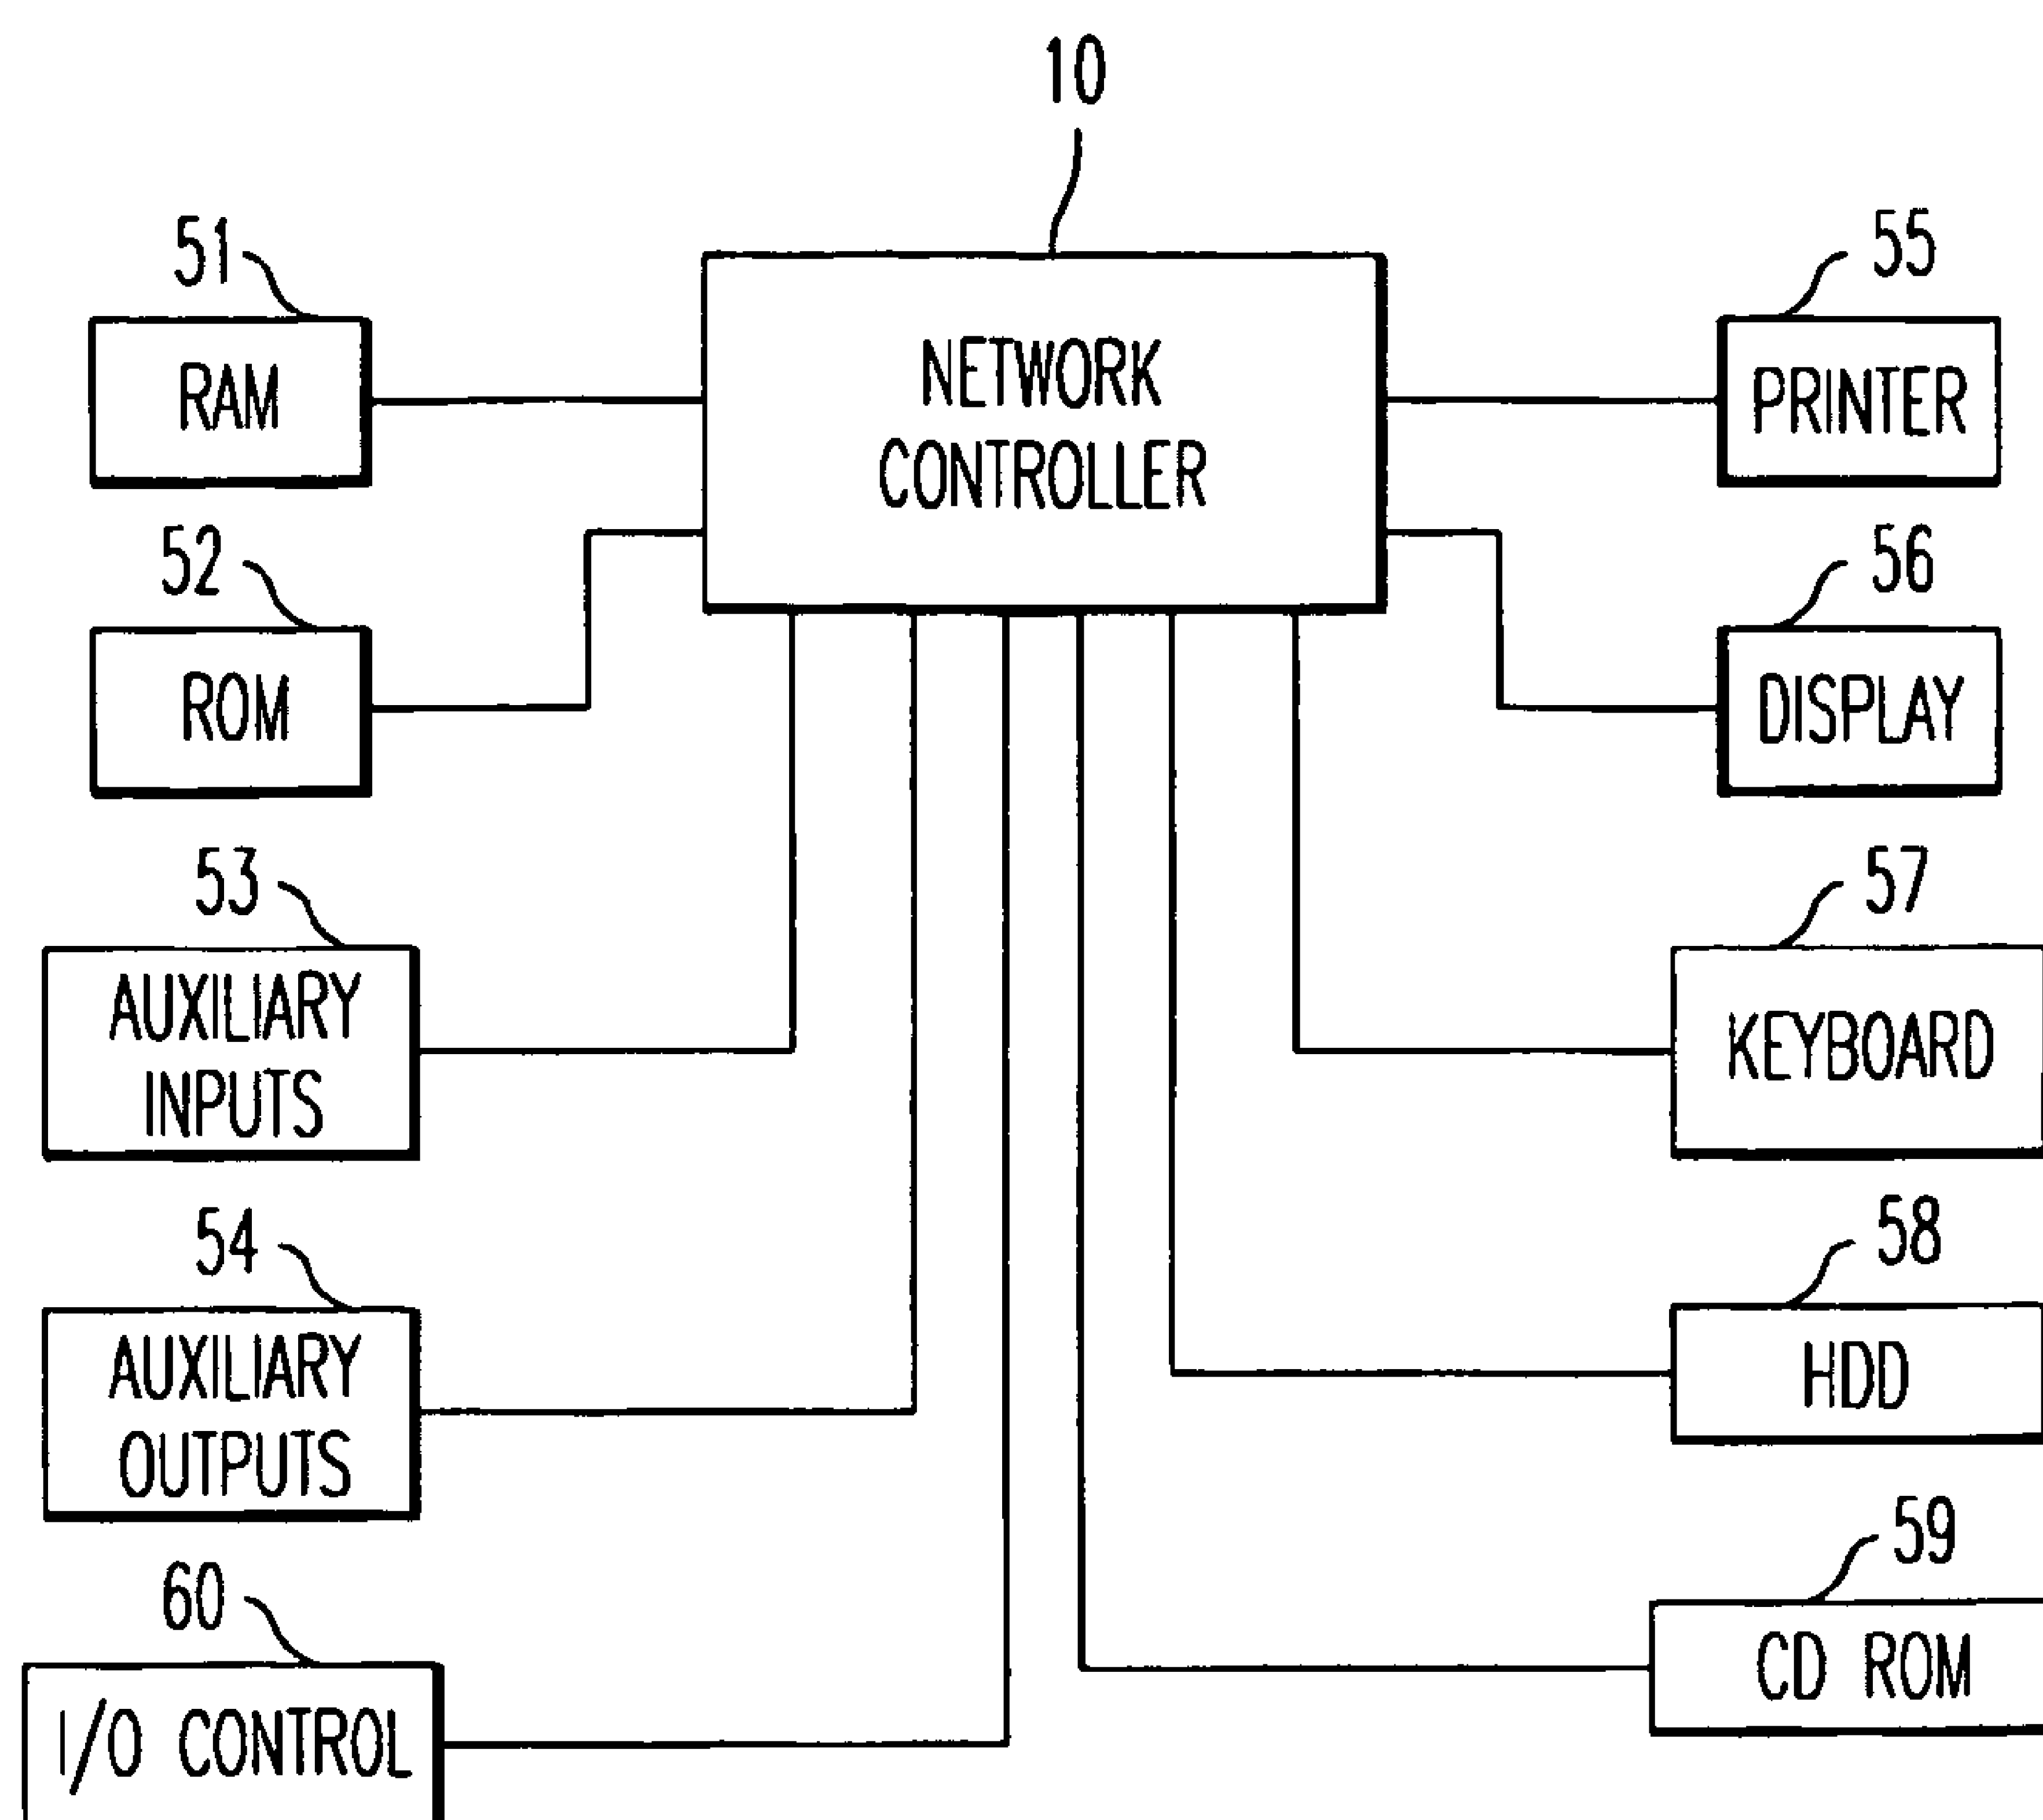 10
51
55
RAM
NETWORK
CONTROLLER
PRINTER
52
56
ROM
DISPLAY
53
57
AUXILIARY
INPUTS
KEYBOARD
54
58
AUXILIARY
OUTPUTS
HDD
60
59
I/O CONTROL
CD ROM